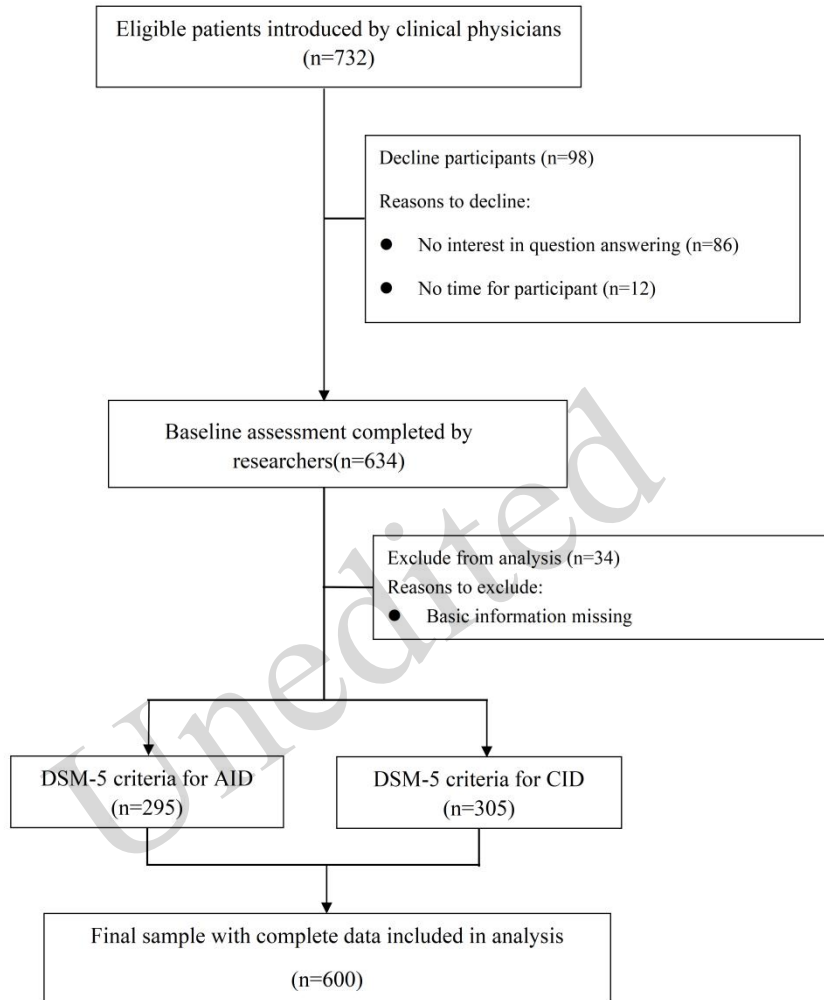 Eligible patients introduced by clinical physicians
(n=732)
Decline participants (n=98)
Reasons to decline:
● No interest in question answering (n=86)
● No time for participant (n=12)
Baseline assessment completed by
researchers(n=634)
Exclude from analysis (n=34)
Reasons to exclude:
● Basic information missing
DSM-5 criteria for AID
(n=295)
DSM-5 criteria for CID
(n=305)
Final sample with complete data included in analysis
(n=600)
Unedited